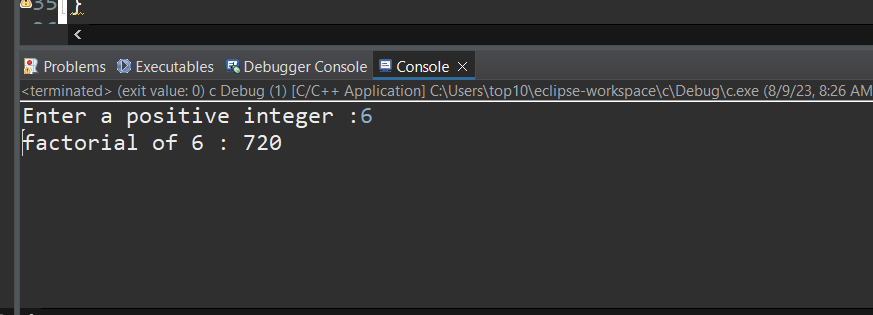 35 }
<
Problems Executables Debugger Console Console
<terminated> (exit value: 0) c Debug (1) [C/C++ Application] C:\Users\top10\eclipse-workspace\c\Debug\c.exe (8/9/23, 8:26 AM
Enter a positive integer :6
factorial of 6 : 720